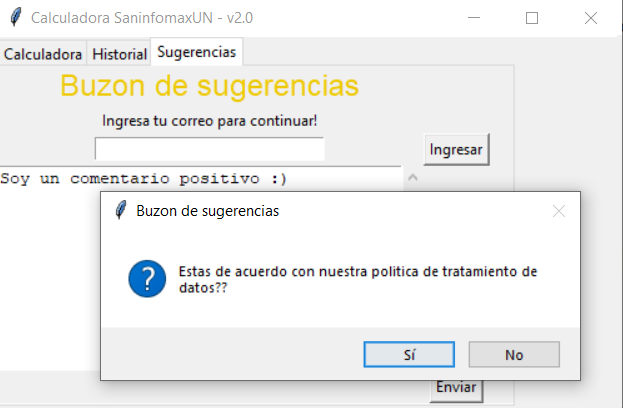 Calculadora SaninfomaxUN - v2.0
Calculadora Historial Sugerencias
Buzon de sugerencias
Ingresa tu correo para continuar!
Ingresar
Soy un comentario positivo :)
Buzon de sugerencias
Estas de acuerdo con nuestra politica de tratamiento de
datos??
Sí No
Enviar